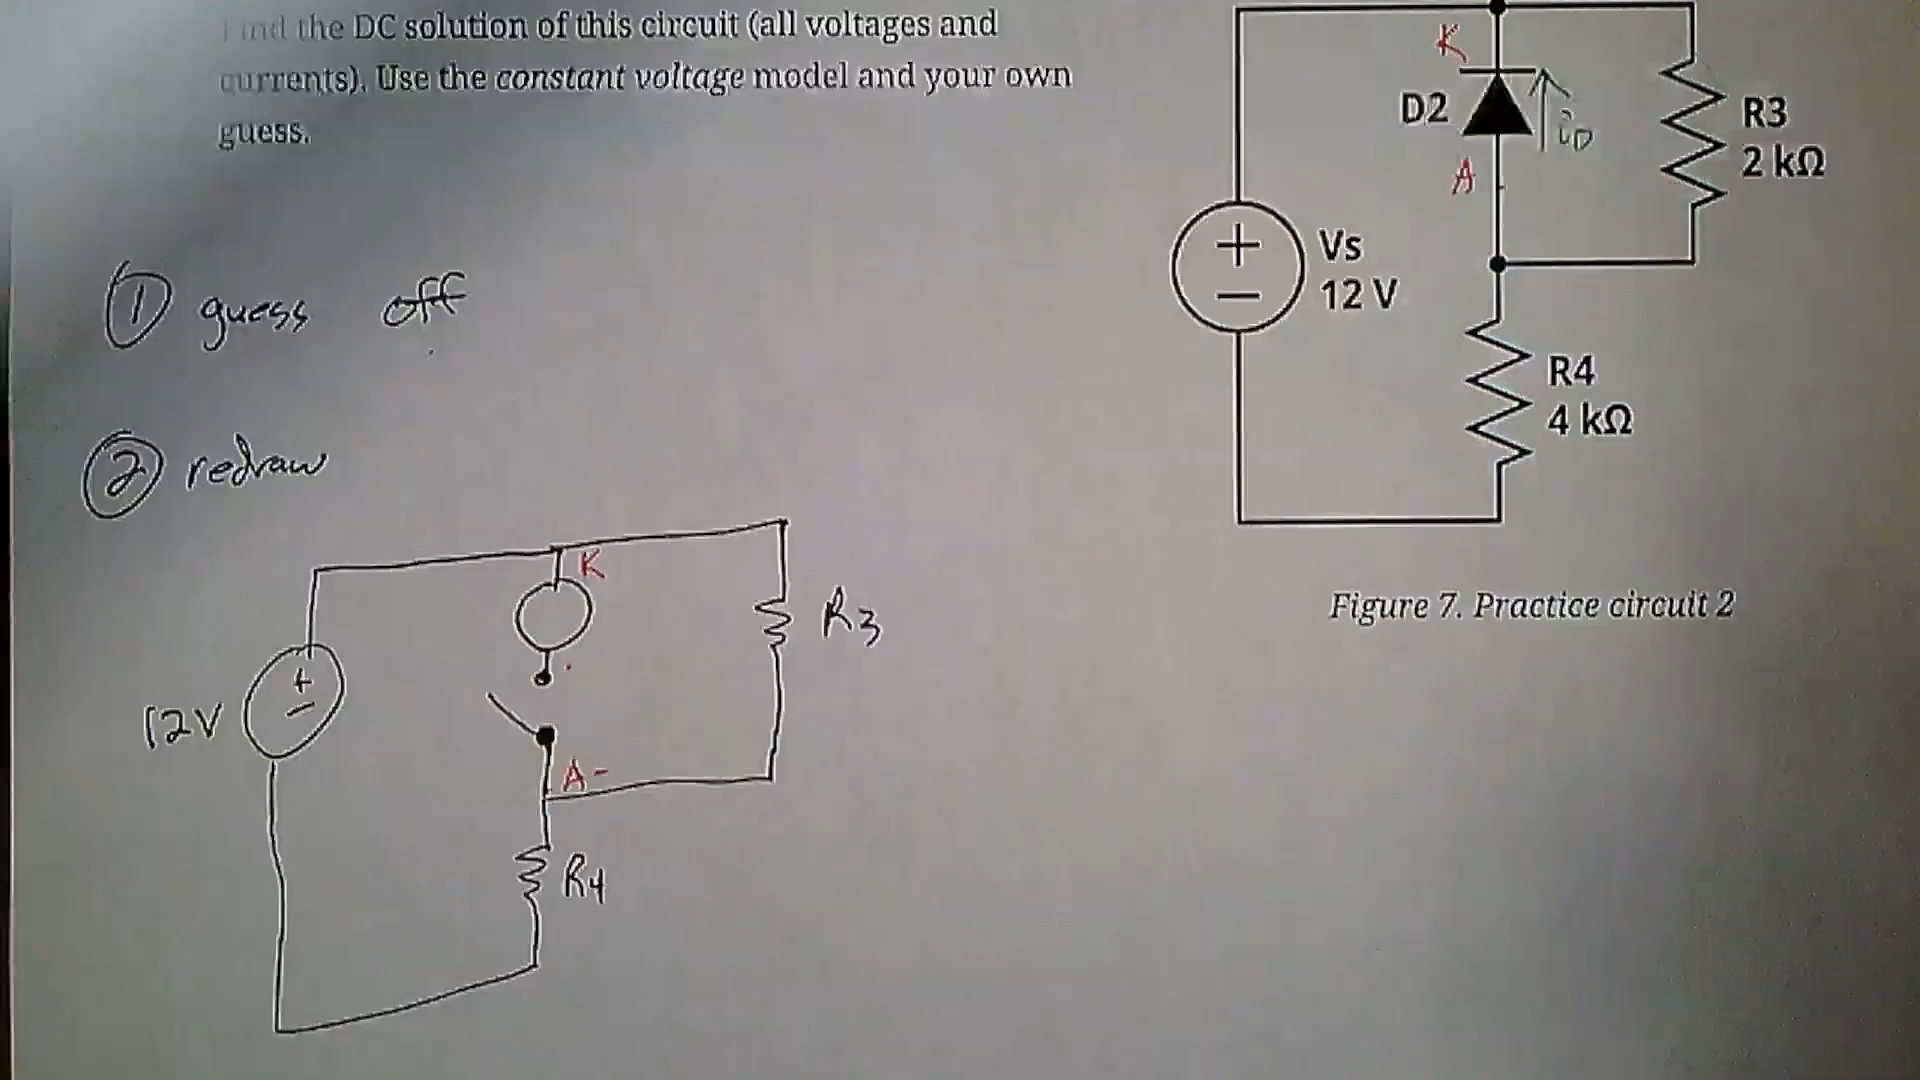 Find the DC solution of this circuit (all voltages and
currents). Use the constant voltage model and your own
guess.
K
D2
iD
A
R3
2 kΩ
+
−
Vs
12 V
R4
4 kΩ
Figure 7. Practice circuit 2
① guess off
② redraw
K
R3
12V
+
−
A-
R4